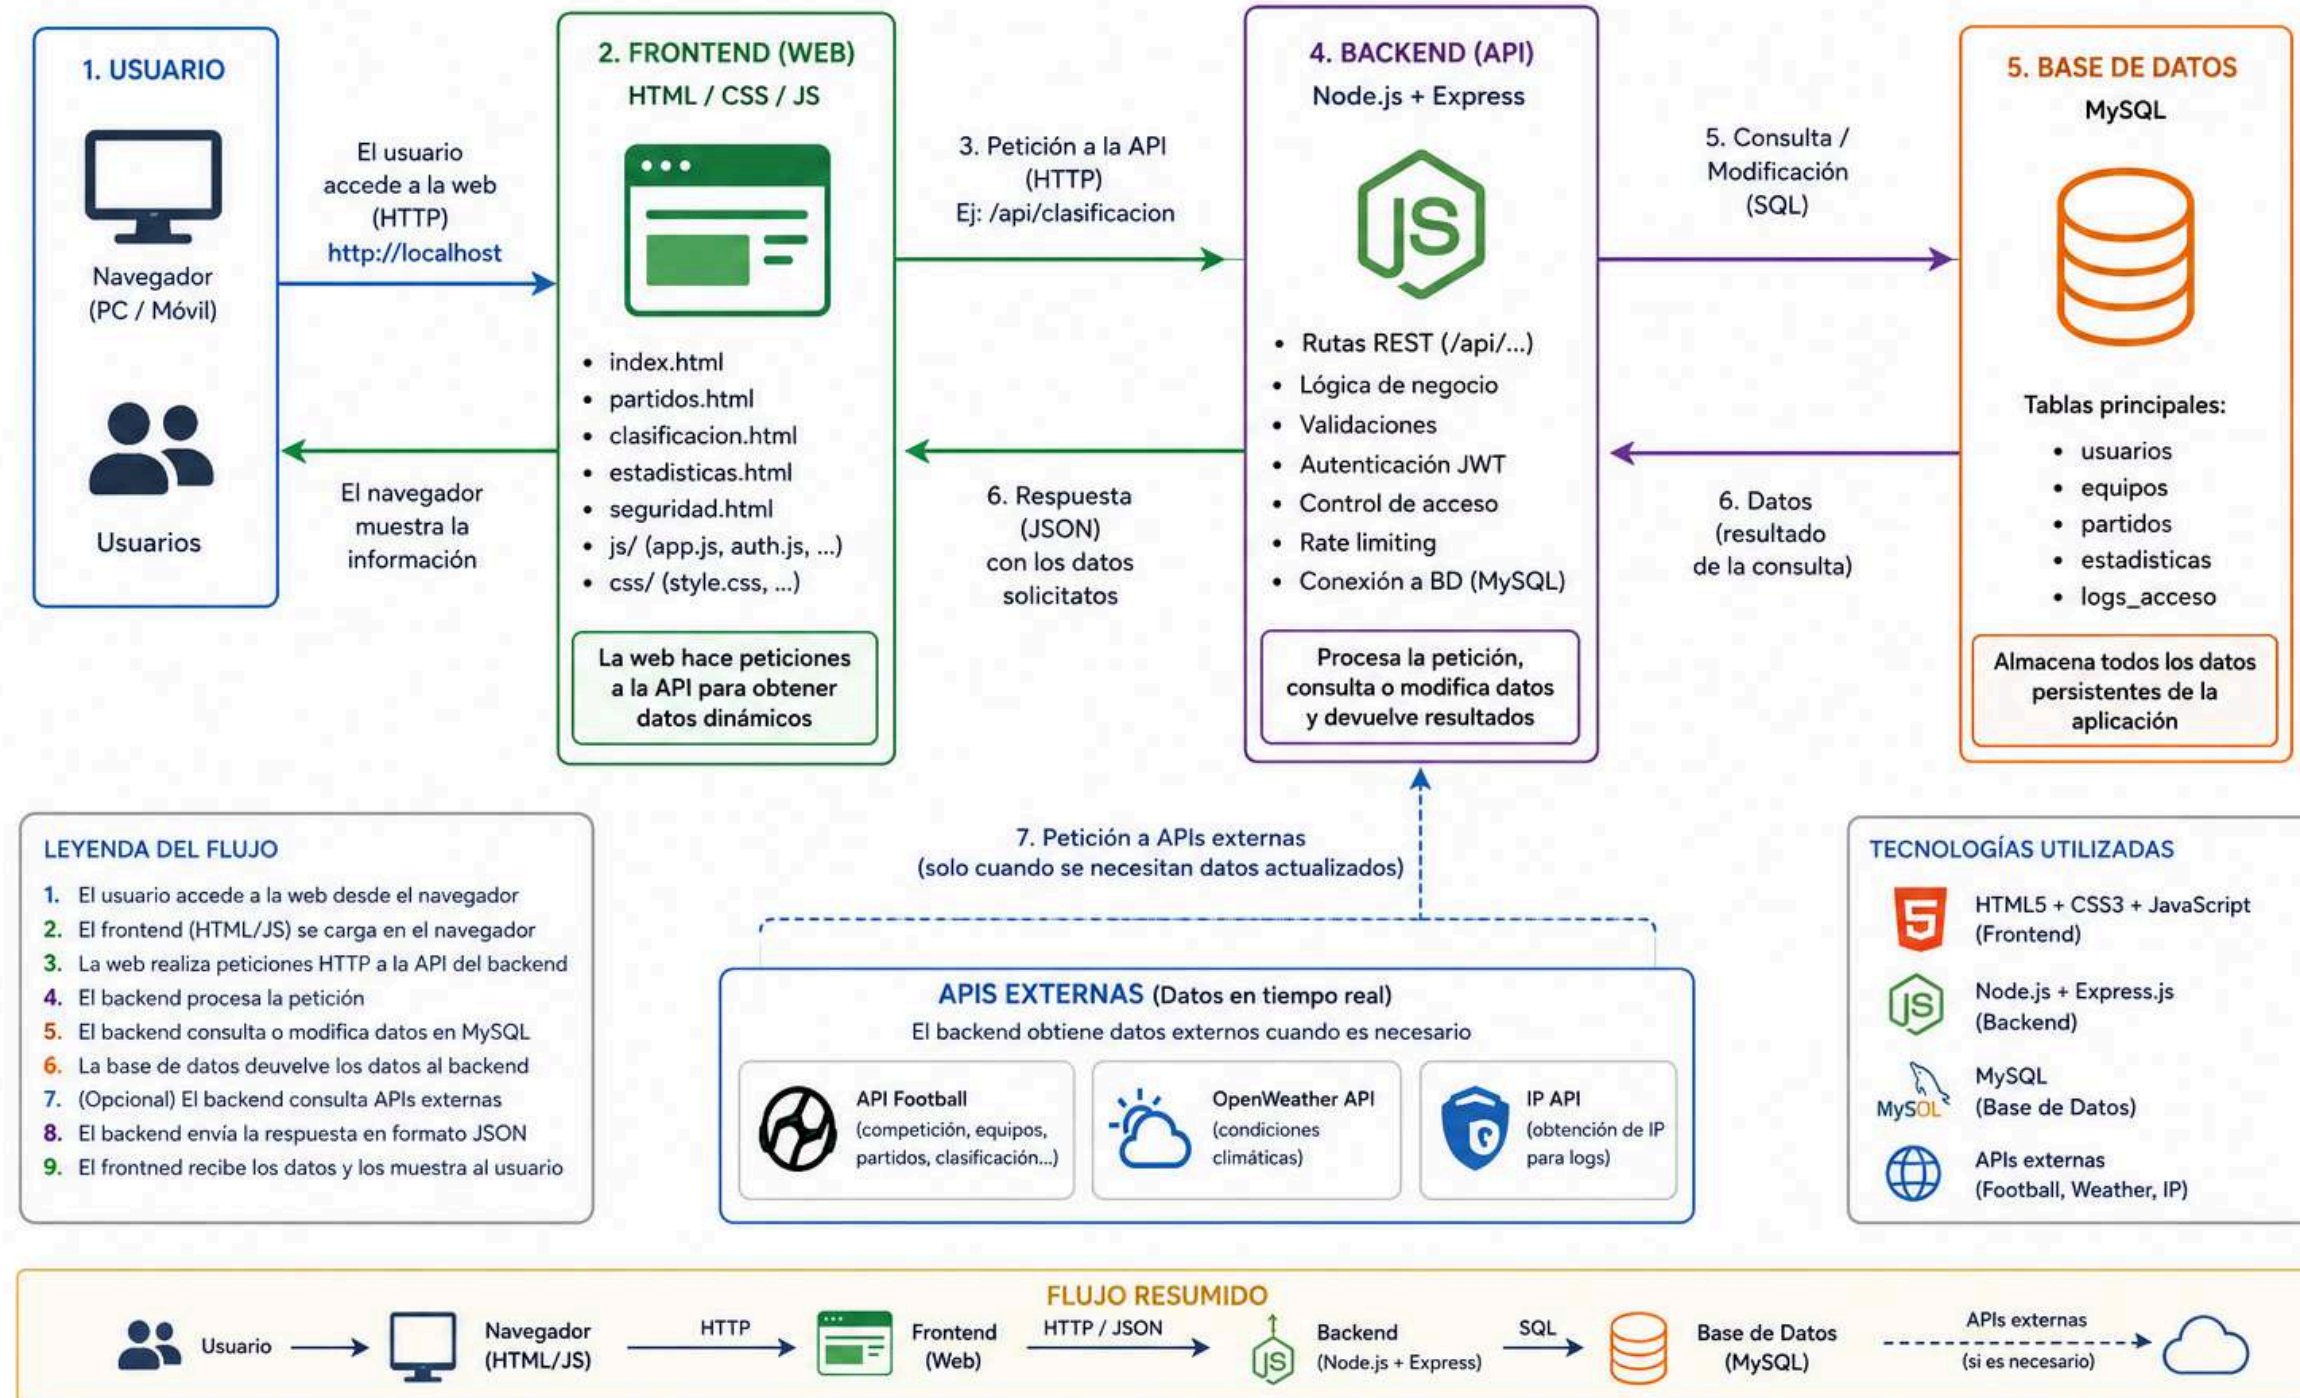 1. USUARIO
Navegador
(PC / Móvil)
Usuarios
El usuario
accede a la web
(HTTP)
http://localhost
El navegador
muestra la
información
2. FRONTEND (WEB)
HTML / CSS / JS
• index.html
• partidos.html
• clasificacion.html
• estadisticas.html
• seguridad.html
• js/ (app.js, auth.js, ...)
• css/ (style.css, ...)
La web hace peticiones
a la API para obtener
datos dinámicos
3. Petición a la API
(HTTP)
Ej: /api/clasificacion
6. Respuesta
(JSON)
con los datos
solicitatos
4. BACKEND (API)
Node.js + Express
JS
• Rutas REST (/api/...)
• Lógica de negocio
• Validaciones
• Autenticación JWT
• Control de acceso
• Rate limiting
• Conexión a BD (MySQL)
Procesa la petición,
consulta o modifica datos
y devuelve resultados
5. Consulta /
Modificación
(SQL)
6. Datos
(resultado
de la consulta)
5. BASE DE DATOS
MySQL
Tablas principales:
• usuarios
• equipos
• partidos
• estadisticas
• logs_acceso
Almacena todos los datos
persistentes de la
aplicación
LEYENDA DEL FLUJO
1. El usuario accede a la web desde el navegador
2. El frontend (HTML/JS) se carga en el navegador
3. La web realiza peticiones HTTP a la API del backend
4. El backend procesa la petición
5. El backend consulta o modifica datos en MySQL
6. La base de datos deuvelve los datos al backend
7. (Opcional) El backend consulta APIs externas
8. El backend envía la respuesta en formato JSON
9. El frontned recibe los datos y los muestra al usuario
7. Petición a APIs externas
(solo cuando se necesitan datos actualizados)
APIS EXTERNAS (Datos en tiempo real)
El backend obtiene datos externos cuando es necesario
API Football
(competición, equipos,
partidos, clasificación...)
OpenWeather API
(condiciones
climáticas)
IP API
(obtención de IP
para logs)
TECNOLOGÍAS UTILIZADAS
5
HTML5 + CSS3 + JavaScript
(Frontend)
JS
Node.js + Express.js
(Backend)
MySOL
MySQL
(Base de Datos)
APIs externas
(Football, Weather, IP)
FLUJO RESUMIDO
Usuario
Navegador
(HTML/JS)
HTTP
Frontend
(Web)
HTTP / JSON
JS
Backend
(Node.js + Express)
SQL
Base de Datos
(MySQL)
APIs externas
(si es necesario)